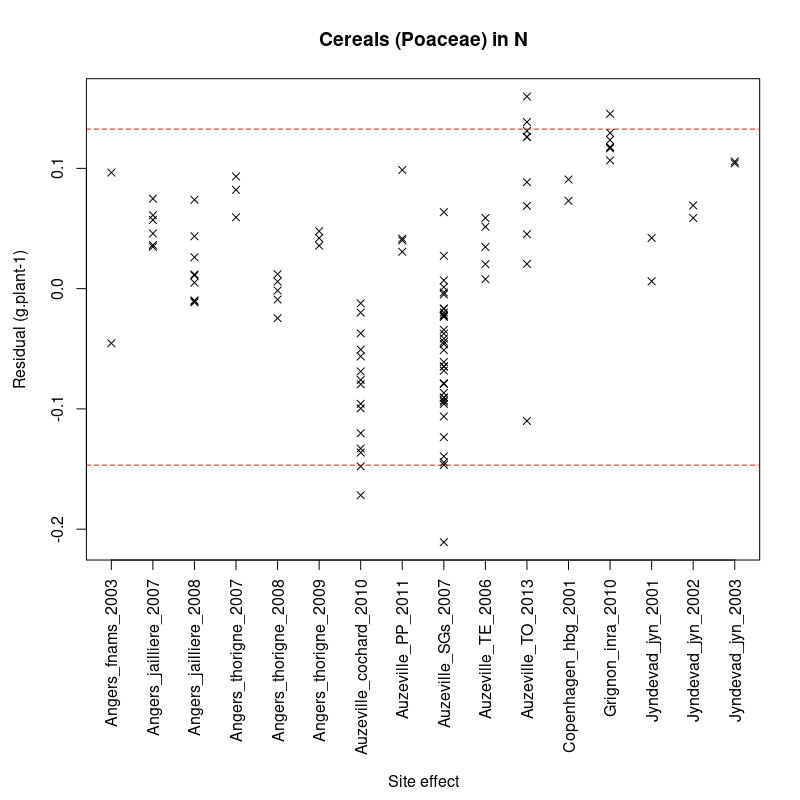 Cereals (Poaceae) in N
Residual (g.plant-1)
0.1
0.0
-0.1
-0.2
Angers_fnams_2003
Angers_jailliere_2007
Angers_jailliere_2008
Angers_thorigne_2007
Angers_thorigne_2008
Angers_thorigne_2009
Auzeville_cochard_2010
Auzeville_PP_2011
Auzeville_SGs_2007
Auzeville_TE_2006
Auzeville_TO_2013
Copenhagen_hbg_2001
Grignon_inra_2010
Jyndevad_jyn_2001
Jyndevad_jyn_2002
Jyndevad_jyn_2003
Site effect